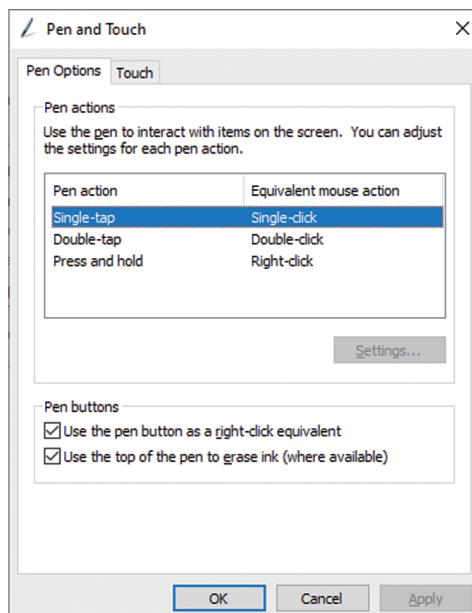 Pen and Touch
Pen Options Touch
Pen actions
Use the pen to interact with items on the screen. You can adjust
the settings for each pen action.
Pen action Equivalent mouse action
Single-tap Single-click
Double-tap Double-click
Press and hold Right-click
Settings...
Pen buttons
Use the pen button as a right-click equivalent
Use the top of the pen to erase ink (where available)
OK Cancel Apply